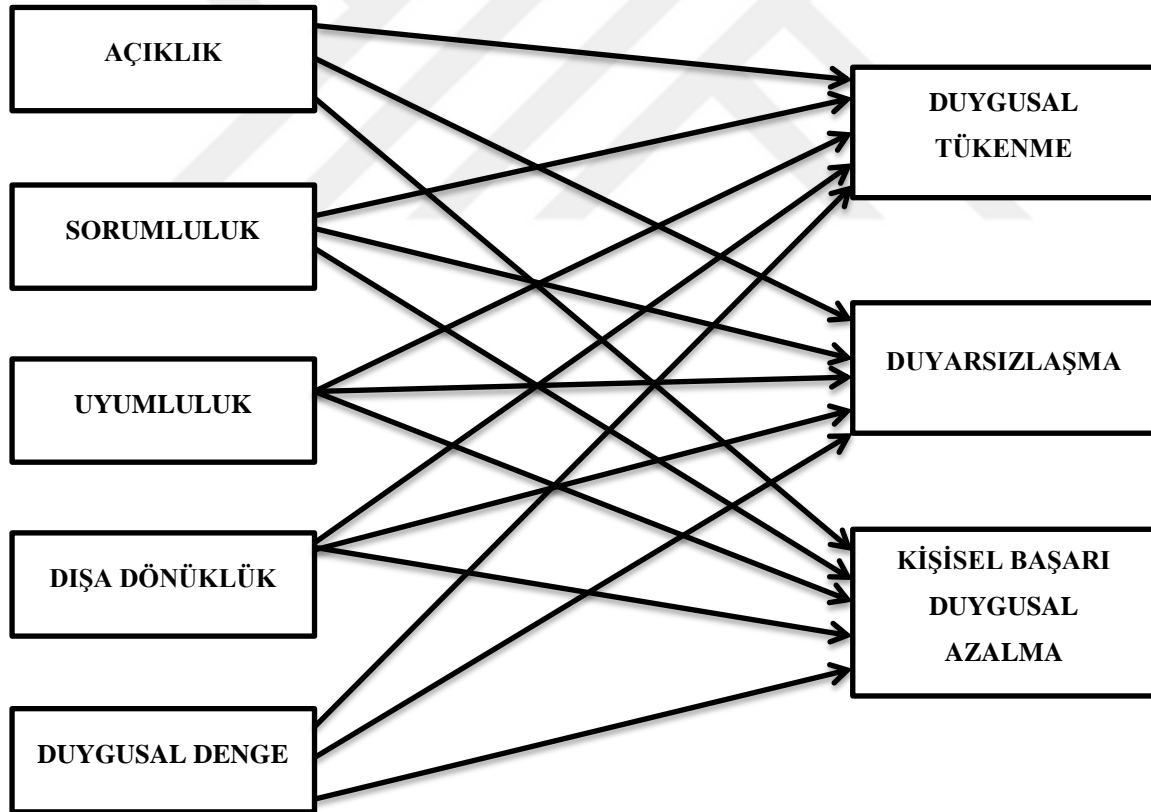 AÇIKLIK
SORUMLULUK
UYUMLULUK
DIŞA DÖNÜKLÜK
DUYGUSAL DENGE
DUYGUSAL
TÜKENME
DUYARSIZLAŞMA
KİŞİSEL BAŞARI
DUYGUSAL
AZALMA